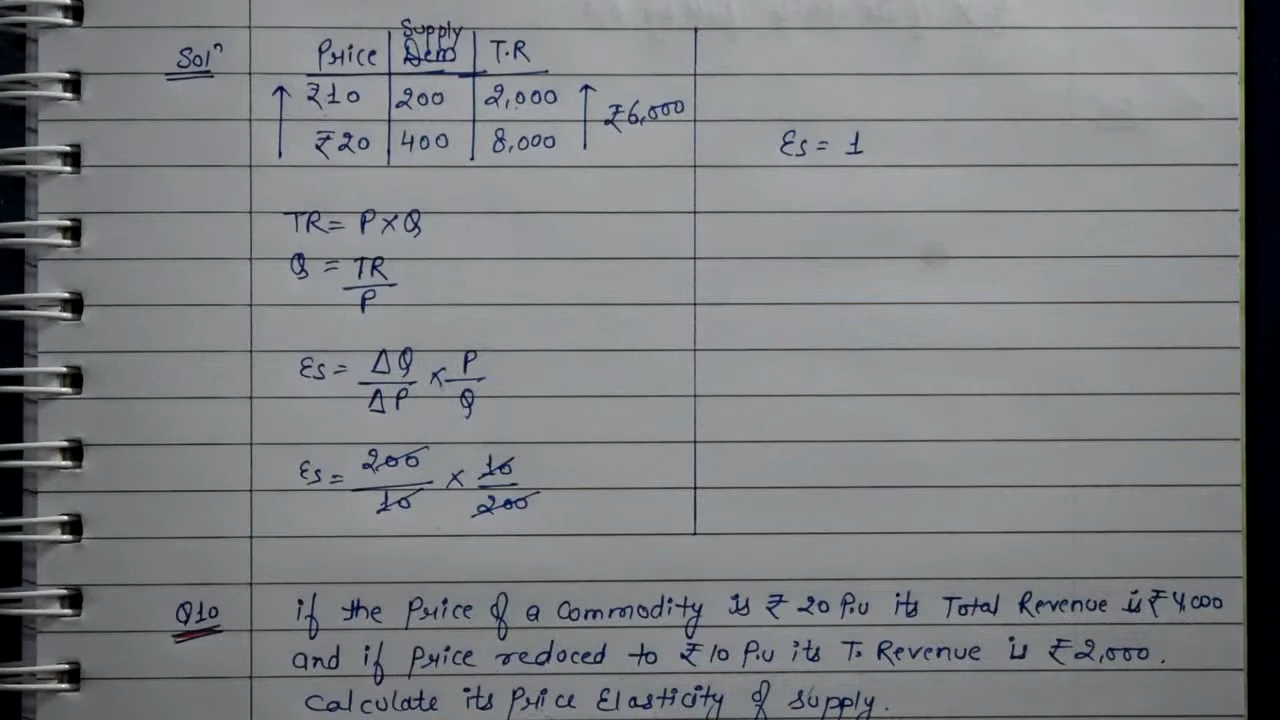 Solⁿ
Price Supply Dem T.R
₹10 200 2,000
₹20 400 8,000
₹6,000
TR = P×Q
Q = TR/P
Es = ΔQ/ΔP × P/Q
Es = 200/10 × 10/200
Es = 1
Q10 if the Price of a Commodity is ₹ 20 P.u its Total Revenue is ₹ 4,000
and if Price reduced to ₹10 P.u its T. Revenue is ₹2,000.
Calculate its Price Elasticity of Supply.